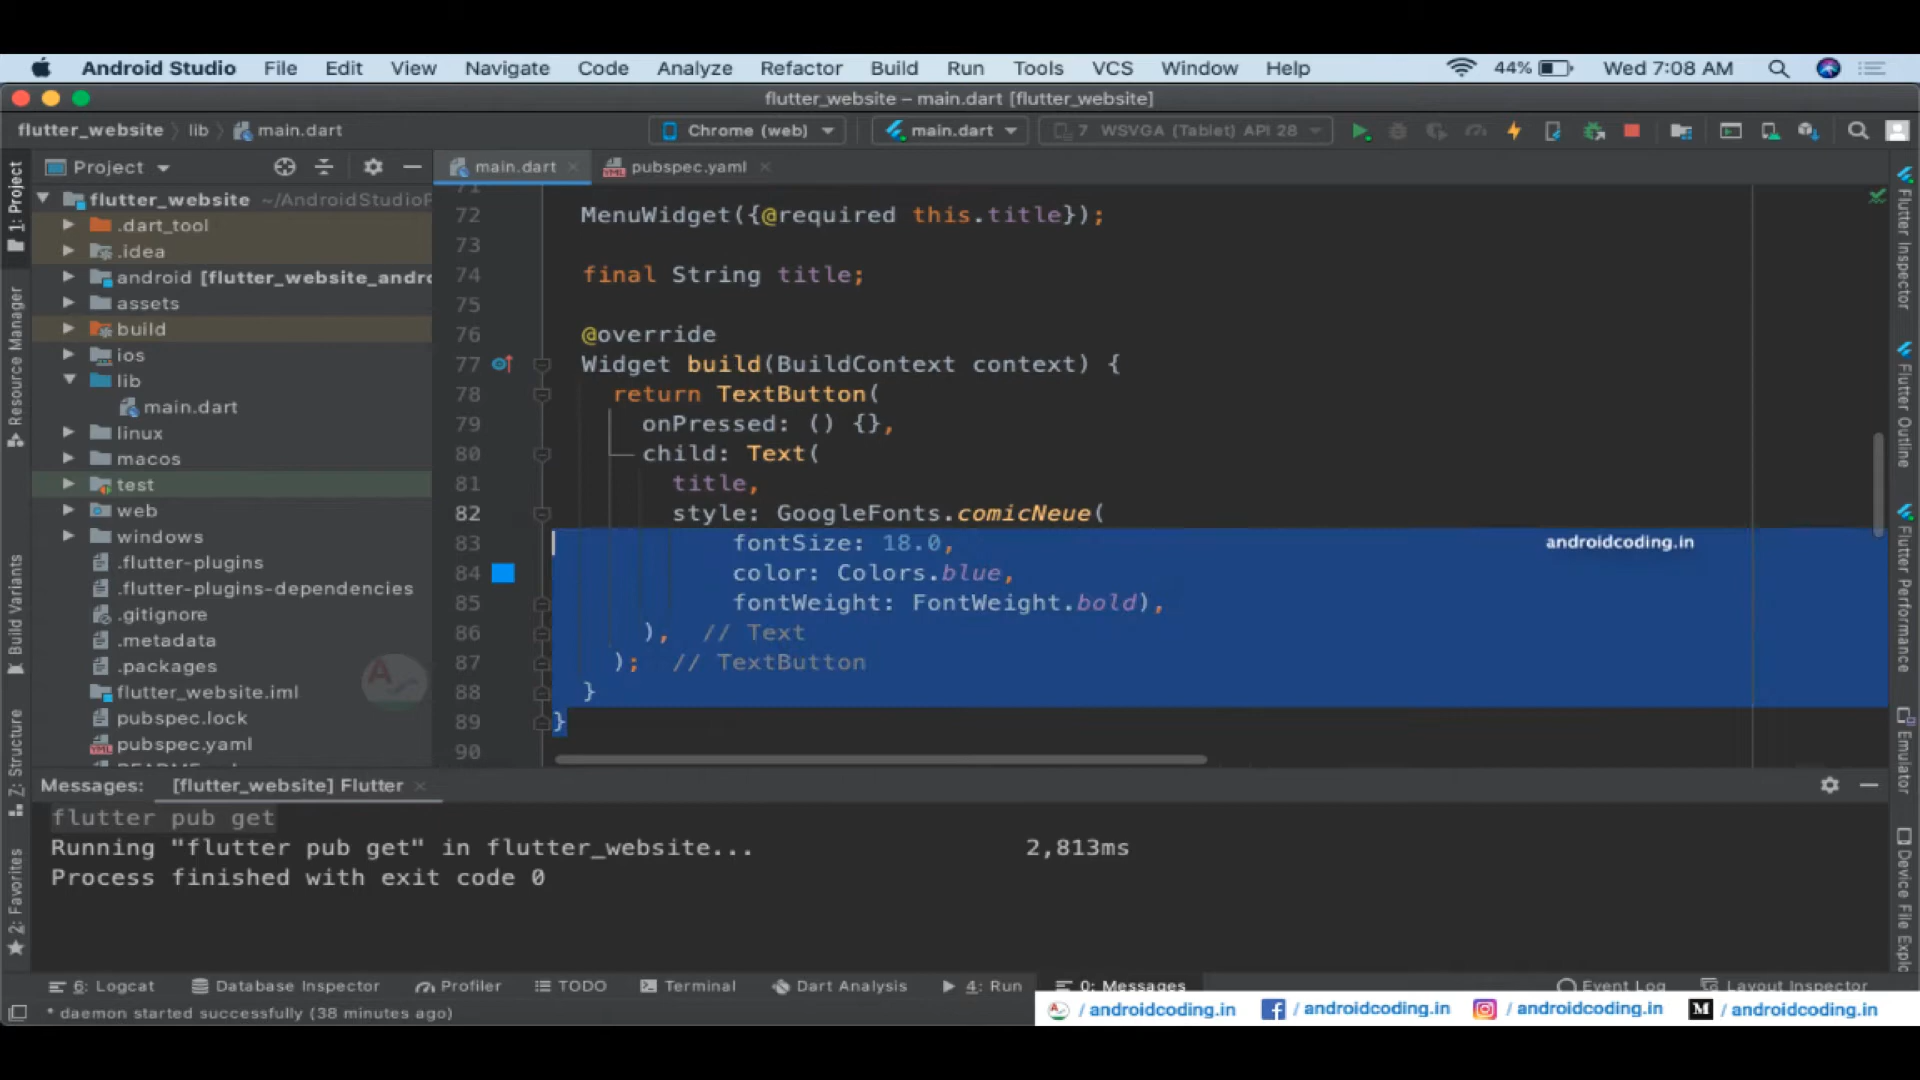 Android Studio File Edit View Navigate Code Analyze Refactor Build Run Tools VCS Window Help 44% Wed 7:08 AM
flutter_website – main.dart [flutter_website]
flutter_website lib main.dart Chrome (web) main.dart 7 WSVGA (Tablet) API 28
1: Project
Project
main.dart pubspec.yaml
flutter_website ~/AndroidStudioP
.dart_tool
.idea
android [flutter_website_andro
assets
build
ios
lib
main.dart
linux
macos
test
web
windows
.flutter-plugins
.flutter-plugins-dependencies
.gitignore
.metadata
.packages
flutter_website.iml
pubspec.lock
pubspec.yaml
Resource Manager
Build Variants
Z: Structure
2: Favorites
72 MenuWidget({@required this.title});
73
74 final String title;
75
76 @override
77 Widget build(BuildContext context) {
78 return TextButton(
79 onPressed: () {},
80 child: Text(
81 title,
82 style: GoogleFonts.comicNeue(
83 fontSize: 18.0,
84 color: Colors.blue,
85 fontWeight: FontWeight.bold),
86 ), // Text
87 ); // TextButton
88 }
89 }
90
androidcoding.in
Flutter Inspector
Flutter Outline
Flutter Performance
Emulator
Device File Explo
Messages: [flutter_website] Flutter
flutter pub get
Running "flutter pub get" in flutter_website... 2,813ms
Process finished with exit code 0
6: Logcat Database Inspector Profiler TODO Terminal Dart Analysis 4: Run 0: Messages Event Log Layout Inspector
* daemon started successfully (38 minutes ago)
/ androidcoding.in / androidcoding.in / androidcoding.in / androidcoding.in